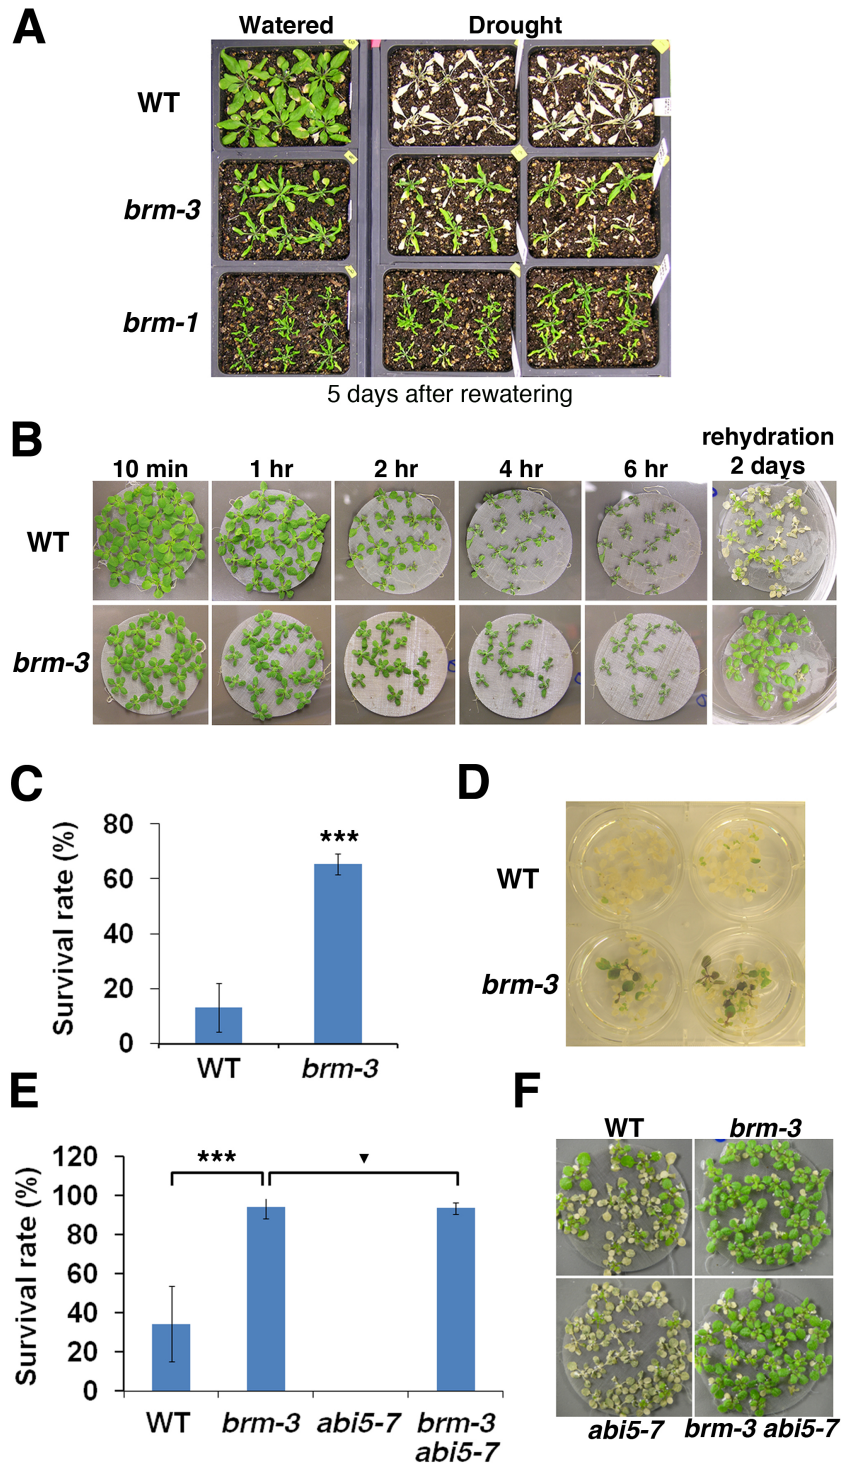 A
Watered Drought
WT
brm-3
brm-1
5 days after rewatering
B
10 min 1 hr 2 hr 4 hr 6 hr rehydration 2 days
WT
brm-3
C
Survival rate (%)
80
60
40
20
0
***
WT brm-3
D
WT
brm-3
E
Survival rate (%)
120
100
80
60
40
20
0
*** ▼
WT brm-3 abi5-7 brm-3 abi5-7
F
WT brm-3
abi5-7 brm-3 abi5-7